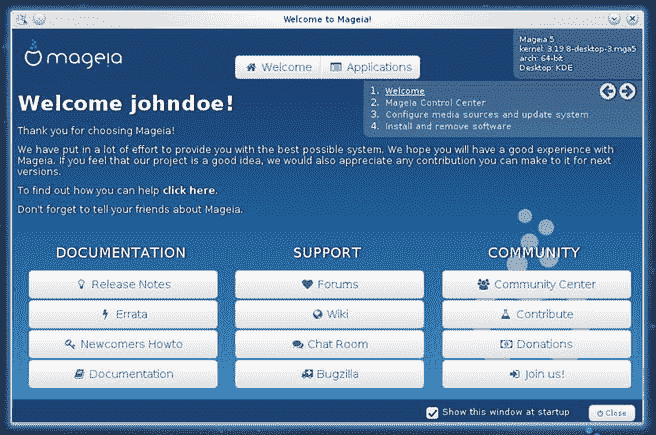 Welcome to Mageia!
mageia
Welcome
Applications
Mageia 5
kernel: 3.19.8-desktop-3.mga5
arch: 64-bit
Desktop: KDE
1. Welcome
2. Mageia Control Center
3. Configure media sources and update system
4. Install and remove software
Welcome johndoe!
Thank you for choosing Mageia!
We have put in a lot of effort to provide you with the best possible system. We hope you will have a good experience with
Mageia. If you feel that our project is a good idea, we would also appreciate any contribution you can make to it for next
versions.
To find out how you can help click here.
Don't forget to tell your friends about Mageia.
DOCUMENTATION
SUPPORT
COMMUNITY
Release Notes
Forums
Community Center
Errata
Wiki
Contribute
Newcomers Howto
Chat Room
Donations
Documentation
Bugzilla
Join us!
Show this window at startup
Close